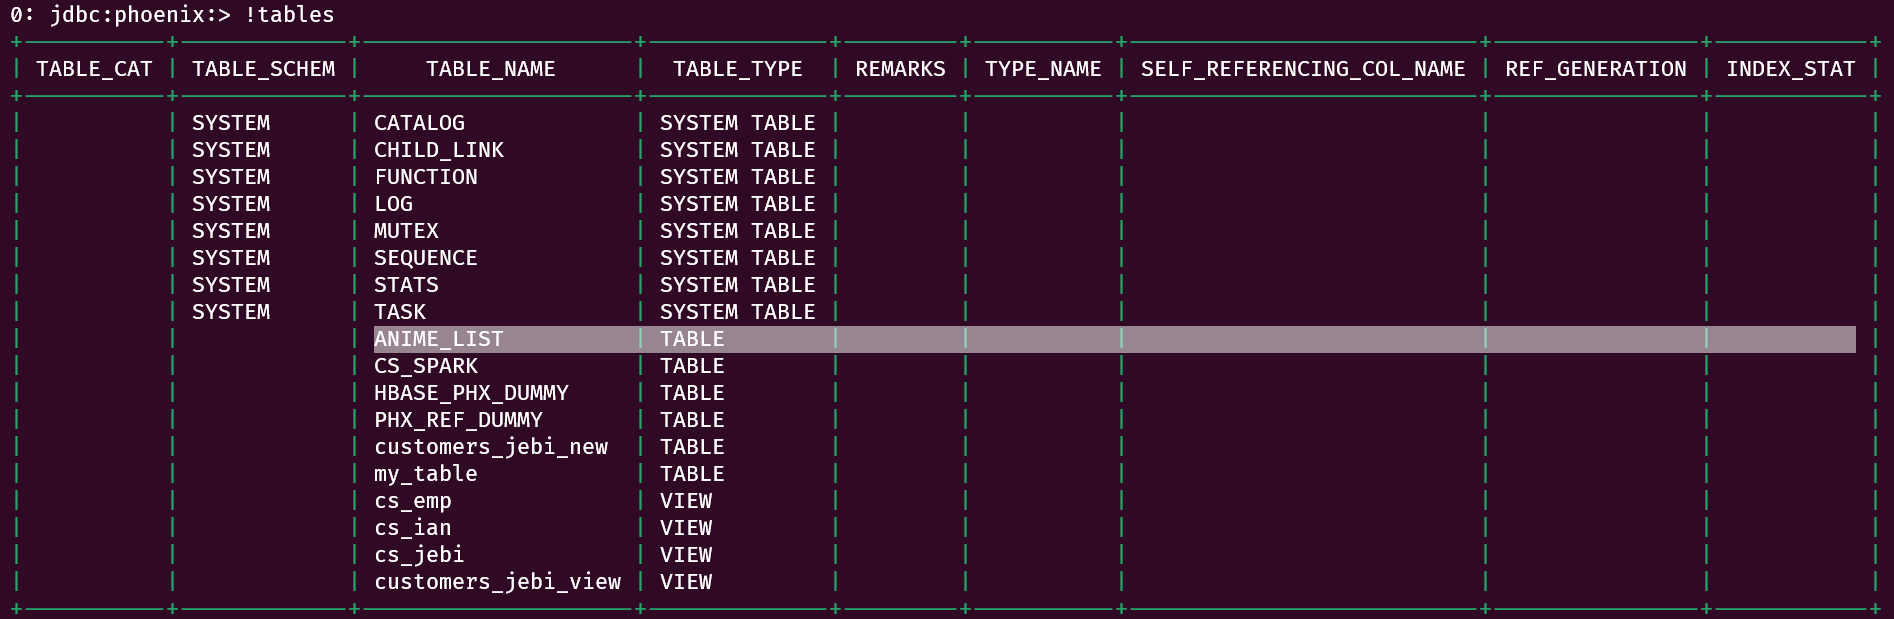 0: jdbc:phoenix:> !tables
| TABLE_CAT | TABLE_SCHEM | TABLE_NAME | TABLE_TYPE | REMARKS | TYPE_NAME | SELF_REFERENCING_COL_NAME | REF_GENERATION | INDEX_STAT |
| | SYSTEM | CATALOG | SYSTEM TABLE | | | | | |
| | SYSTEM | CHILD_LINK | SYSTEM TABLE | | | | | |
| | SYSTEM | FUNCTION | SYSTEM TABLE | | | | | |
| | SYSTEM | LOG | SYSTEM TABLE | | | | | |
| | SYSTEM | MUTEX | SYSTEM TABLE | | | | | |
| | SYSTEM | SEQUENCE | SYSTEM TABLE | | | | | |
| | SYSTEM | STATS | SYSTEM TABLE | | | | | |
| | SYSTEM | TASK | SYSTEM TABLE | | | | | |
| | | ANIME_LIST | TABLE | | | | | |
| | | CS_SPARK | TABLE | | | | | |
| | | HBASE_PHX_DUMMY | TABLE | | | | | |
| | | PHX_REF_DUMMY | TABLE | | | | | |
| | | customers_jebi_new | TABLE | | | | | |
| | | my_table | TABLE | | | | | |
| | | cs_emp | VIEW | | | | | |
| | | cs_ian | VIEW | | | | | |
| | | cs_jebi | VIEW | | | | | |
| | | customers_jebi_view | VIEW | | | | | |